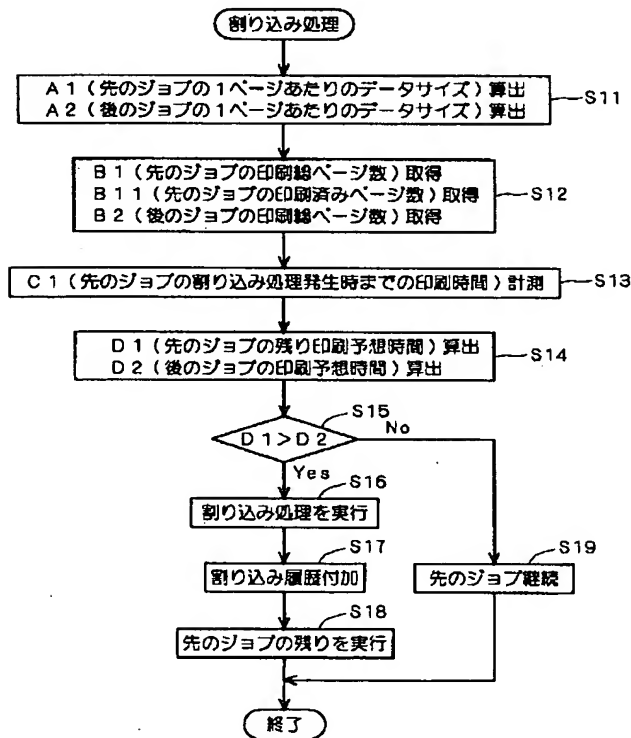 割り込み処理
A1(先のジョブの1ページあたりのデータサイズ)算出
A2(後のジョブの1ページあたりのデータサイズ)算出
S11
B1(先のジョブの印刷総ページ数)取得
B11(先のジョブの印刷済みページ数)取得
B2(後のジョブの印刷総ページ数)取得
S12
C1(先のジョブの割り込み処理発生時までの印刷時間)計測
S13
D1(先のジョブの残り印刷予想時間)算出
D2(後のジョブの印刷予想時間)算出
S14
S15
D1>D2
No
Yes
S16
割り込み処理を実行
S17
割り込み履歴付加
S19
先のジョブ継続
S18
先のジョブの残りを実行
終了